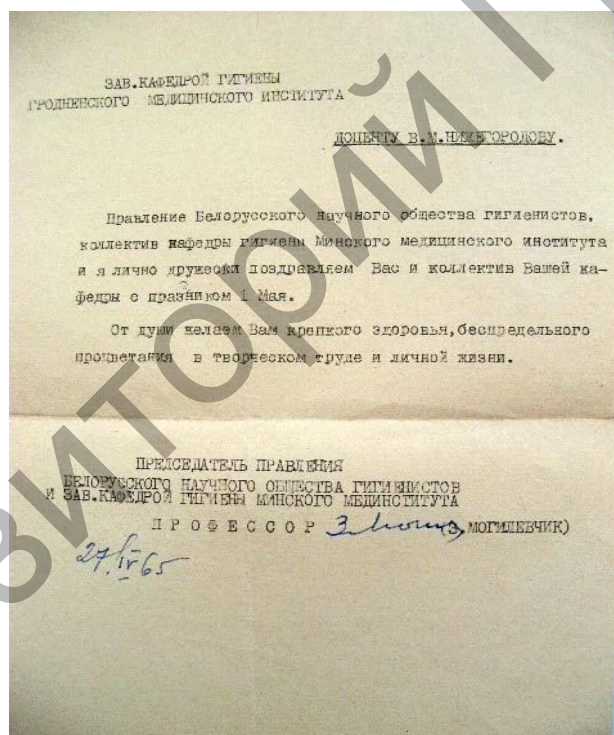 ЗАВ.КАФЕДРОЙ ГИГИЕНЫ
ГРОДНЕНСКОГО МЕДИЦИНСКОГО ИНСТИТУТА
ДОЦЕНТУ В.М.НИЖЕГОРОДОВУ.
Правление Белорусского научного общества гигиенистов,
коллектив кафедры гигиены Минского медицинского института
и я лично дружески поздравляем Вас и коллектив Вашей ка-
федры с праздником 1 Мая.
От души желаем Вам крепкого здоровья,беспредельного
процветания в творческом труде и личной жизни.
ПРЕДСЕДАТЕЛЬ ПРАВЛЕНИЯ
БЕЛОРУССКОГО НАУЧНОГО ОБЩЕСТВА ГИГИЕНИСТОВ
И ЗАВ.КАФЕДРОЙ ГИГИЕНЫ МИНСКОГО МЕДИНСТИТУТА
П Р О Ф Е С С О Р (З.МОГИЛЕВЧИК)
27/IV 65